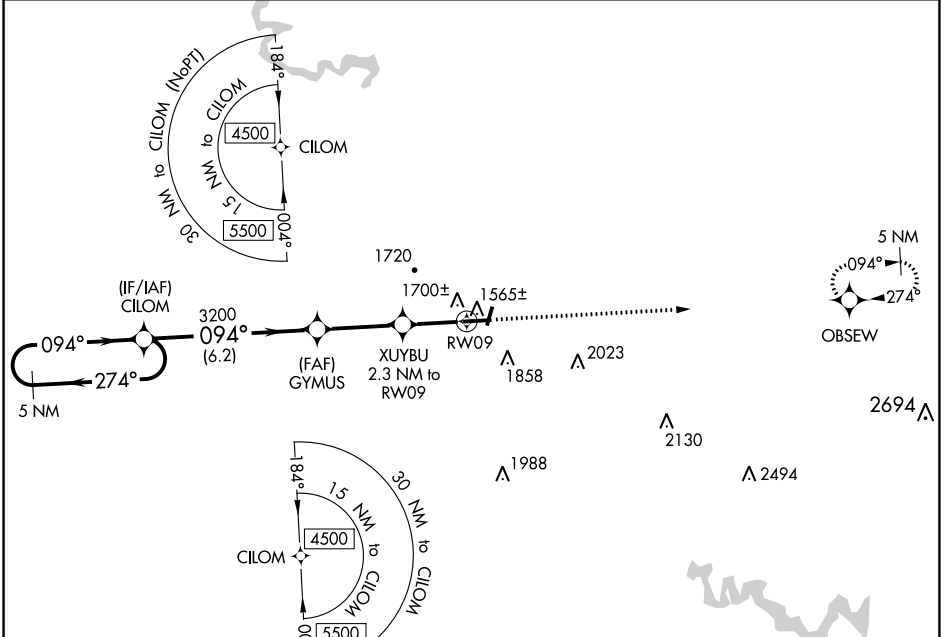 184°
30 NM to CILOM (NoPT)
15 NM to CILOM
4500
CILOM
5500
004°
5 NM
094°
274°
OBSEW
1720
1700±
1565±
(IF/IAF)
CILOM
3200
094°
(6.2)
094°
274°
5 NM
(FAF)
GYMUS
XUYBU
2.3 NM to
RW09
RW09
1858
2023
2694
2130
1988
2494
184°
30 NM to CILOM
15 NM to CILOM
4500
CILOM
5500